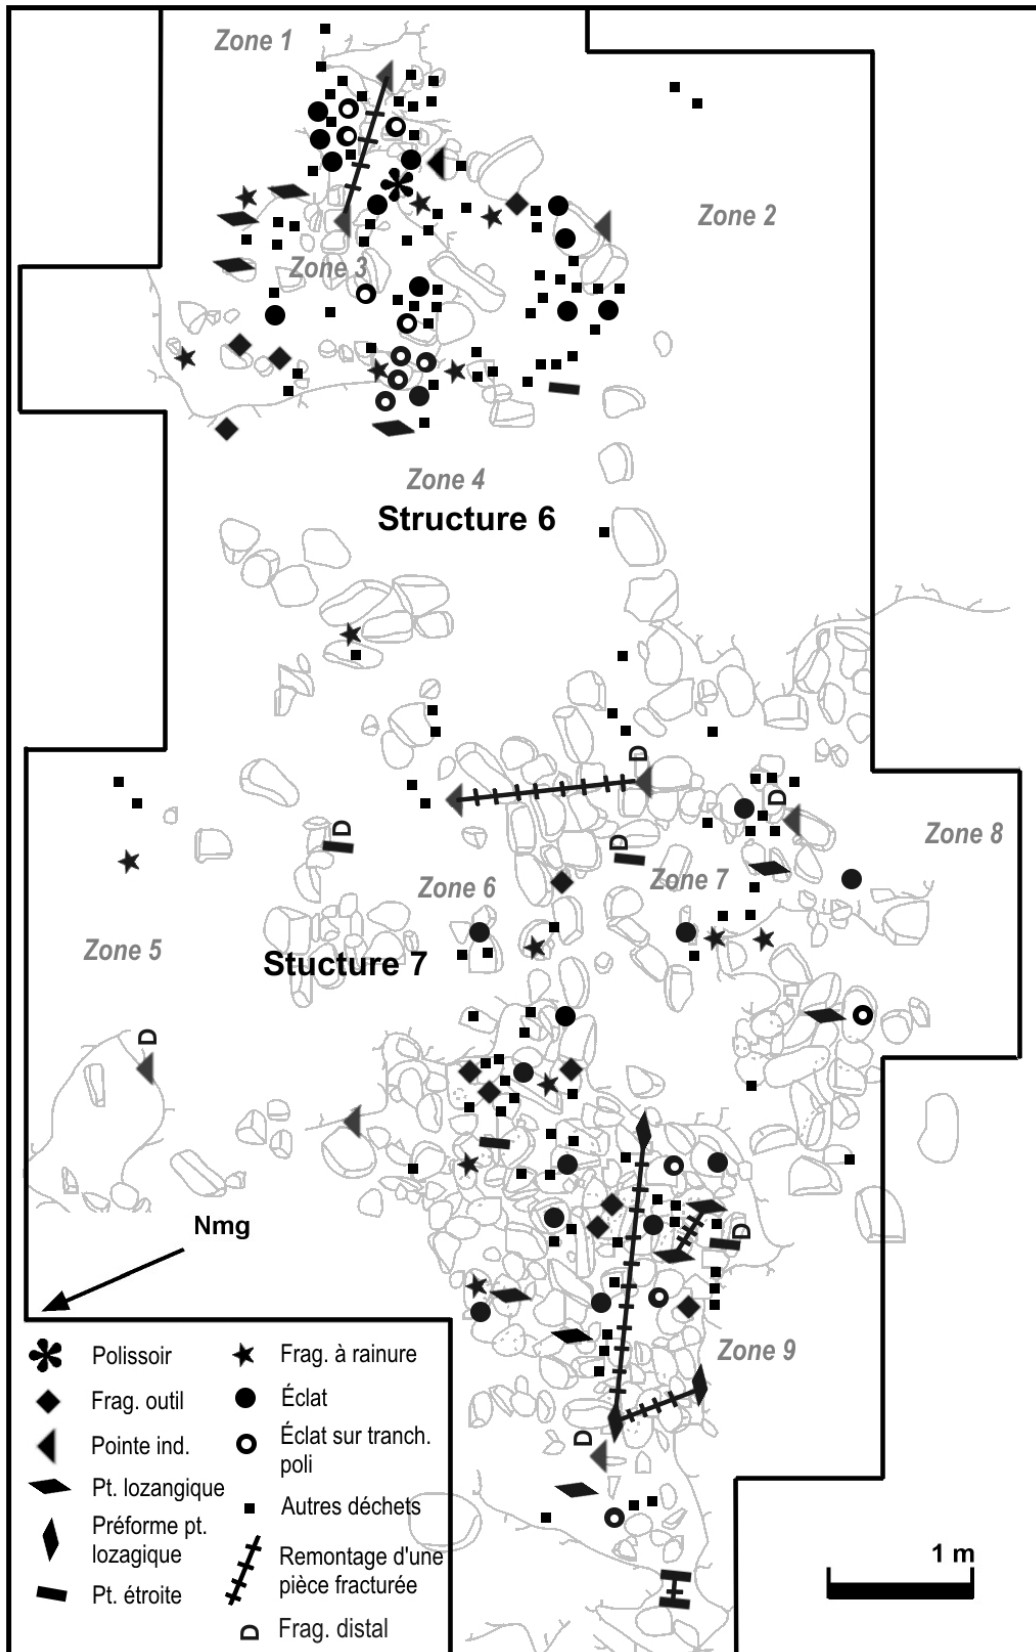 Zone 1
Zone 2
Zone 3
Zone 4
Structure 6
D
D
D
D
Zone 8
Zone 6
Zone 7
Zone 5
Stucture 7
D
Nmg
D
Zone 9
D
Polissoir
Frag. outil
Pointe ind.
Pt. lozangique
Préforme pt.
lozagique
Pt. étroite
Frag. à rainure
Éclat
Éclat sur tranch.
poli
Autres déchets
Remontage d'une
pièce fracturée
D Frag. distal
1 m